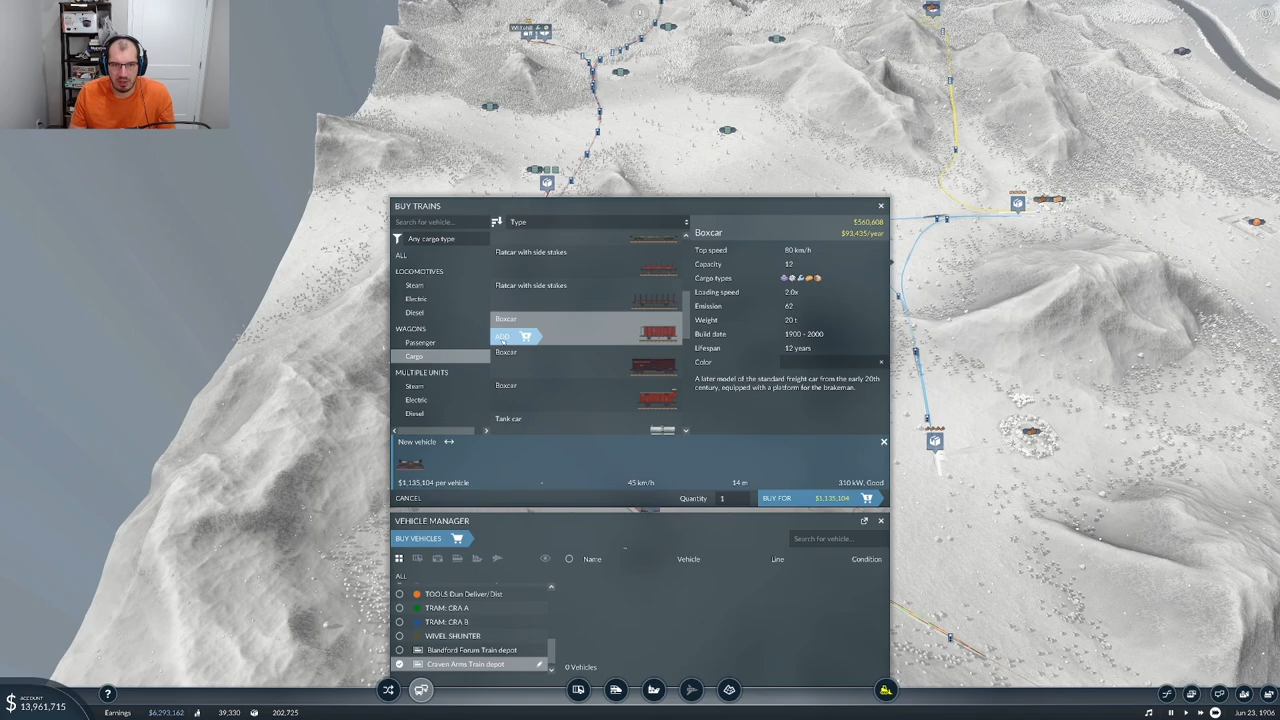 BUY TRAINS
Search for vehicle...
Type
Any cargo type
ALL
LOCOMOTIVES
Steam
Electric
Diesel
WAGONS
Passenger
Cargo
MULTIPLE UNITS
Steam
Electric
Diesel
Flatcar with side stakes
Flatcar with side stakes
Boxcar
ADD
Boxcar
Boxcar
Tank car
$560,608
Boxcar
$93,435/year
Top speed 80 km/h
Capacity 12
Cargo types
Loading speed 2.0x
Emission 62
Weight 20 t
Build date 1900 - 2000
Lifespan 12 years
Color
A later model of the standard freight car from the early 20th
century, equipped with a platform for the brakeman.
New vehicle
$1,135,104 per vehicle - 45 km/h 14 m 310 kW, Good
CANCEL Quantity 1 BUY FOR $1,135,104
VEHICLE MANAGER
BUY VEHICLES
Search for vehicle...
Name Vehicle Line Condition
ALL
TOOLS Dun Deliver/Dist
TRAM: CRA A
TRAM: CRA B
WIVEL SHUNTER
Blandford Forum Train depot
Craven Arms Train depot
0 Vehicles
ACCOUNT
$ 13,961,715
?
Earnings $6,293,162 39,330 202,725
Jun 23, 1906